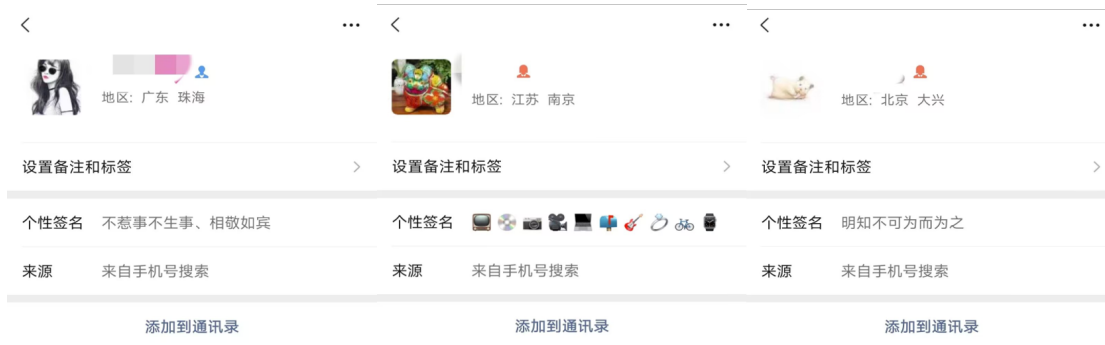 地区: 广东 珠海
设置备注和标签
个性签名 不惹事不生事、相敬如宾
来源 来自手机号搜索
添加到通讯录
地区: 江苏 南京
设置备注和标签
个性签名 📺💿📷🎥💻📫🎸💍🚲⌚
来源 来自手机号搜索
添加到通讯录
地区: 北京 大兴
设置备注和标签
个性签名 明知不可为而为之
来源 来自手机号搜索
添加到通讯录